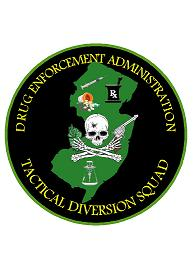 DRUG ENFORCEMENT ADMINISTRATION
Rx
TACTICAL DIVERSION SQUAD